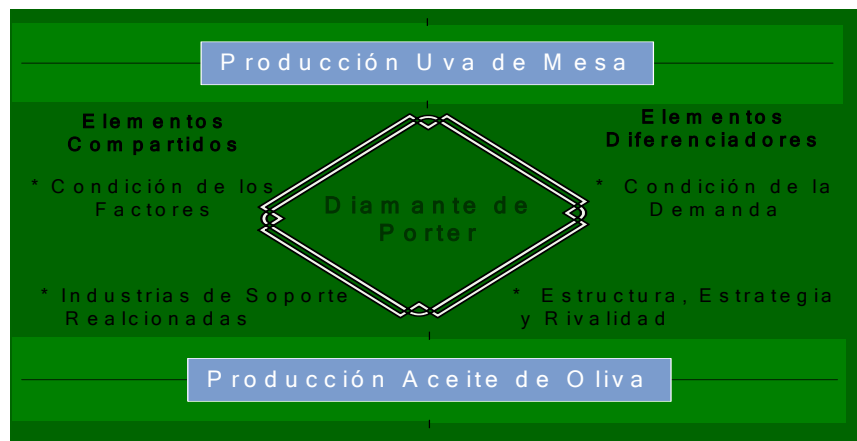 Producción Uva de Mesa
Elementos
Compartidos
* Condición de los
Factores
Elementos
Diferenciadores
* Condición de la
Demanda
Diamante de
Porter
* Industrias de Soporte
Realcionadas
* Estructura, Estrategia
y Rivalidad
Producción Aceite de Oliva